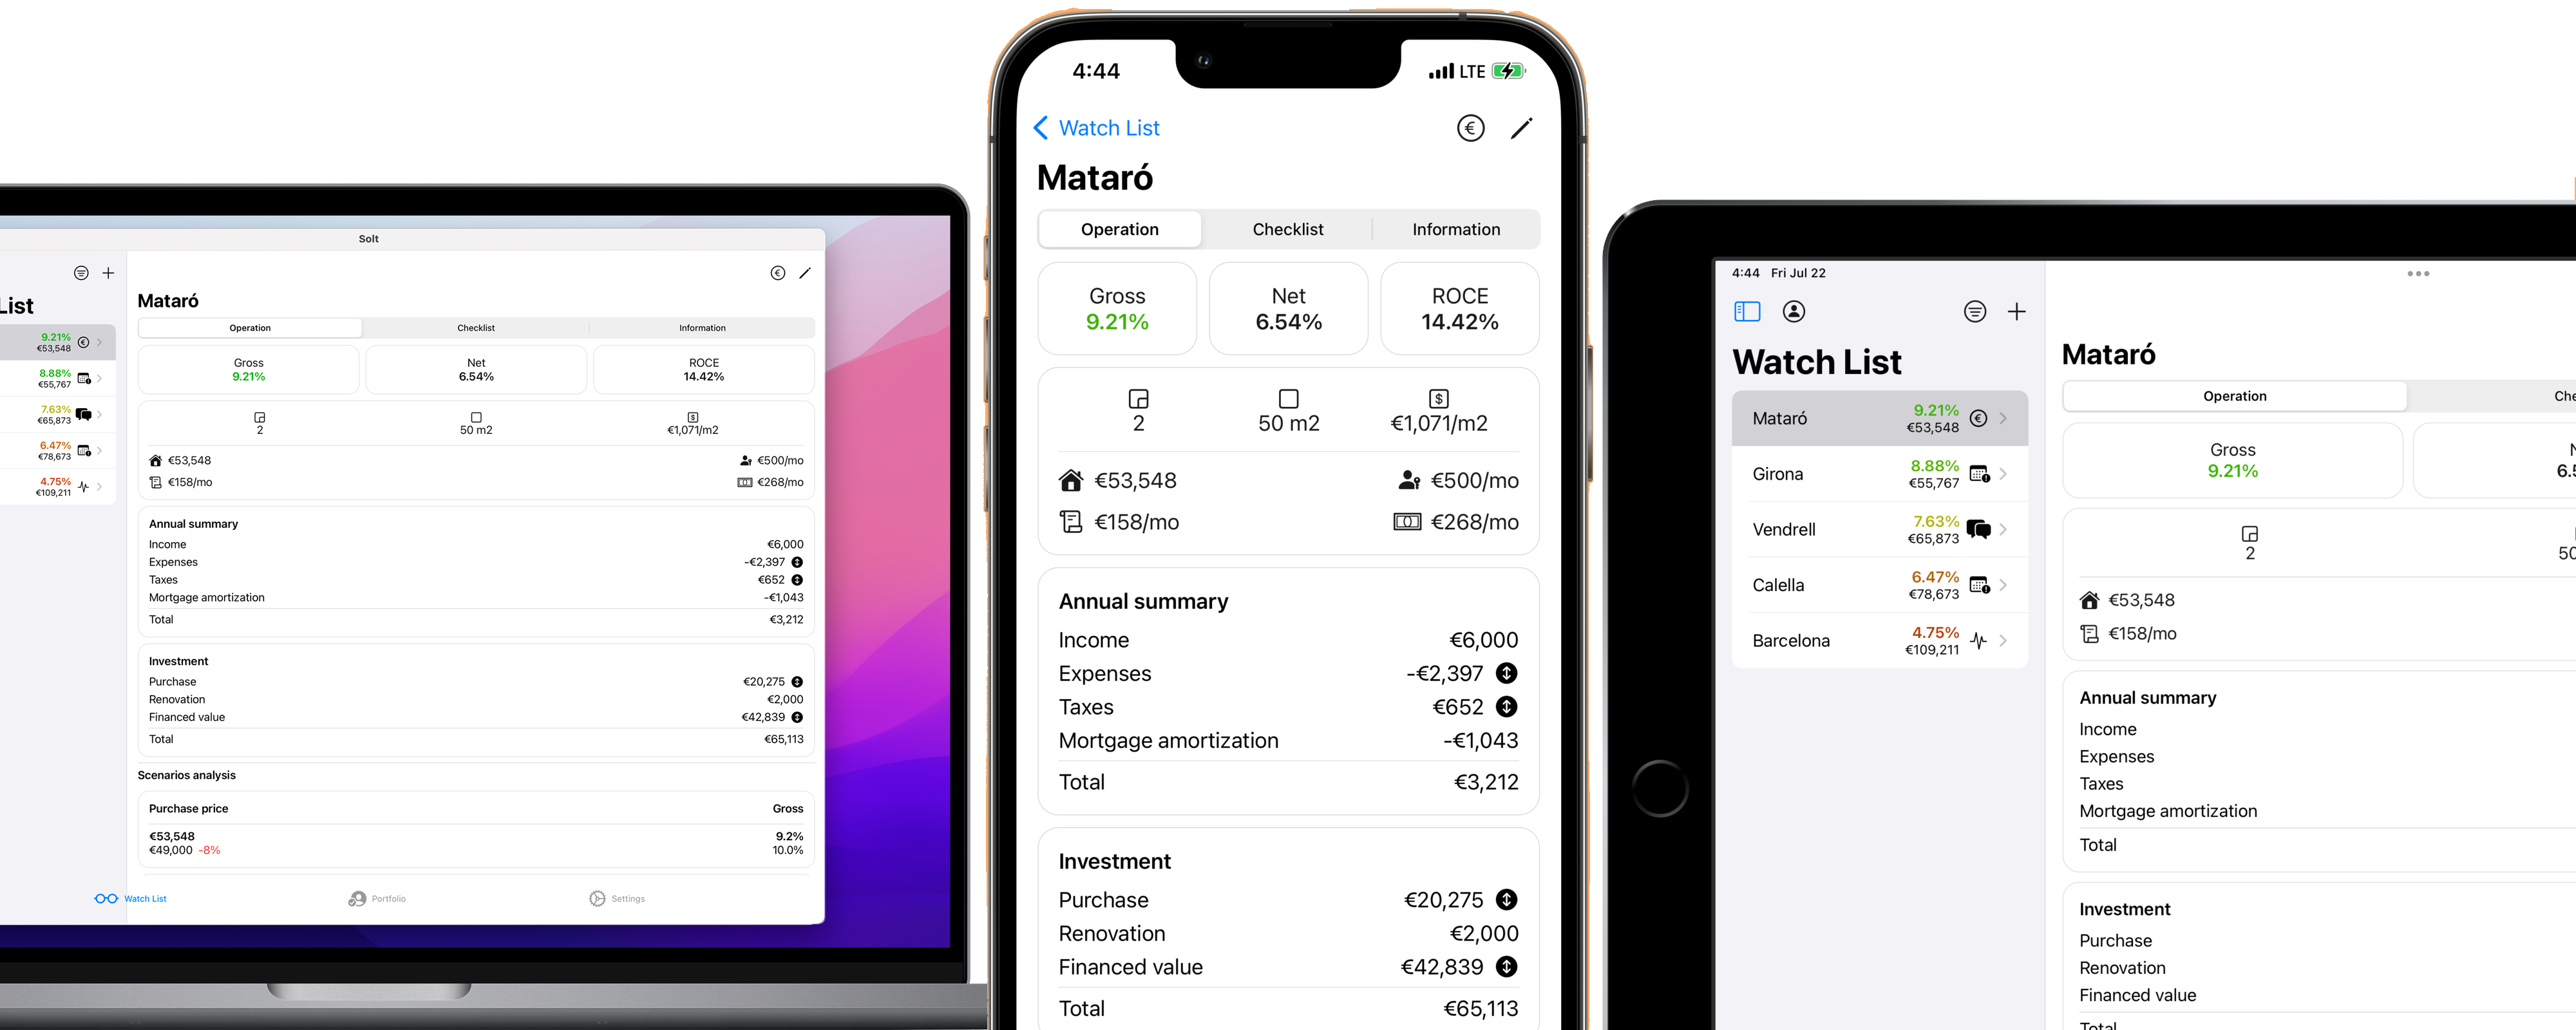 Solt
List
9.21%
€53,548
8.88%
€55,767
7.63%
€65,873
6.47%
€78,673
4.75%
€109,211
Mataró
Operation Checklist Information
Gross Net ROCE
9.21% 6.54% 14.42%
2 50 m2 €1,071/m2
€53,548 €500/mo
€158/mo €268/mo
Annual summary
Income €6,000
Expenses -€2,397
Taxes €652
Mortgage amortization -€1,043
Total €3,212
Investment
Purchase €20,275
Renovation €2,000
Financed value €42,839
Total €65,113
Scenarios analysis
Purchase price Gross
€53,548 9.2%
€49,000 -8% 10.0%
Watch List Portfolio Settings
4:44 LTE
Watch List
Mataró
Operation Checklist Information
Gross Net ROCE
9.21% 6.54% 14.42%
2 50 m2 €1,071/m2
€53,548 €500/mo
€158/mo €268/mo
Annual summary
Income €6,000
Expenses -€2,397
Taxes €652
Mortgage amortization -€1,043
Total €3,212
Investment
Purchase €20,275
Renovation €2,000
Financed value €42,839
Total €65,113
4:44 Fri Jul 22
Watch List
Mataró 9.21%
€53,548
Girona 8.88%
€55,767
Vendrell 7.63%
€65,873
Calella 6.47%
€78,673
Barcelona 4.75%
€109,211
Mataró
Operation Che
Gross N
9.21% 6.5
2 50
€53,548
€158/mo
Annual summary
Income
Expenses
Taxes
Mortgage amortization
Total
Investment
Purchase
Renovation
Financed value
Total